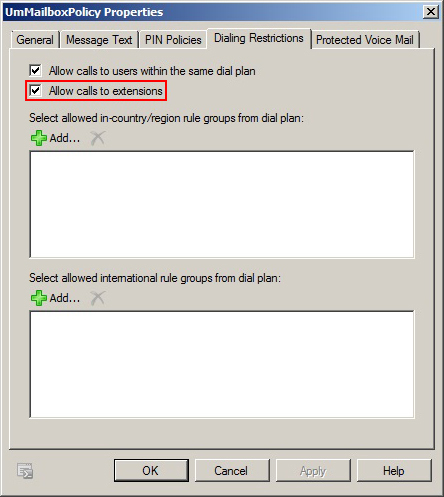 UmMailboxPolicy Properties
General Message Text PIN Policies Dialing Restrictions Protected Voice Mail
Allow calls to users within the same dial plan
Allow calls to extensions
Select allowed in-country/region rule groups from dial plan:
Add...
Select allowed international rule groups from dial plan:
Add...
OK Cancel Apply Help